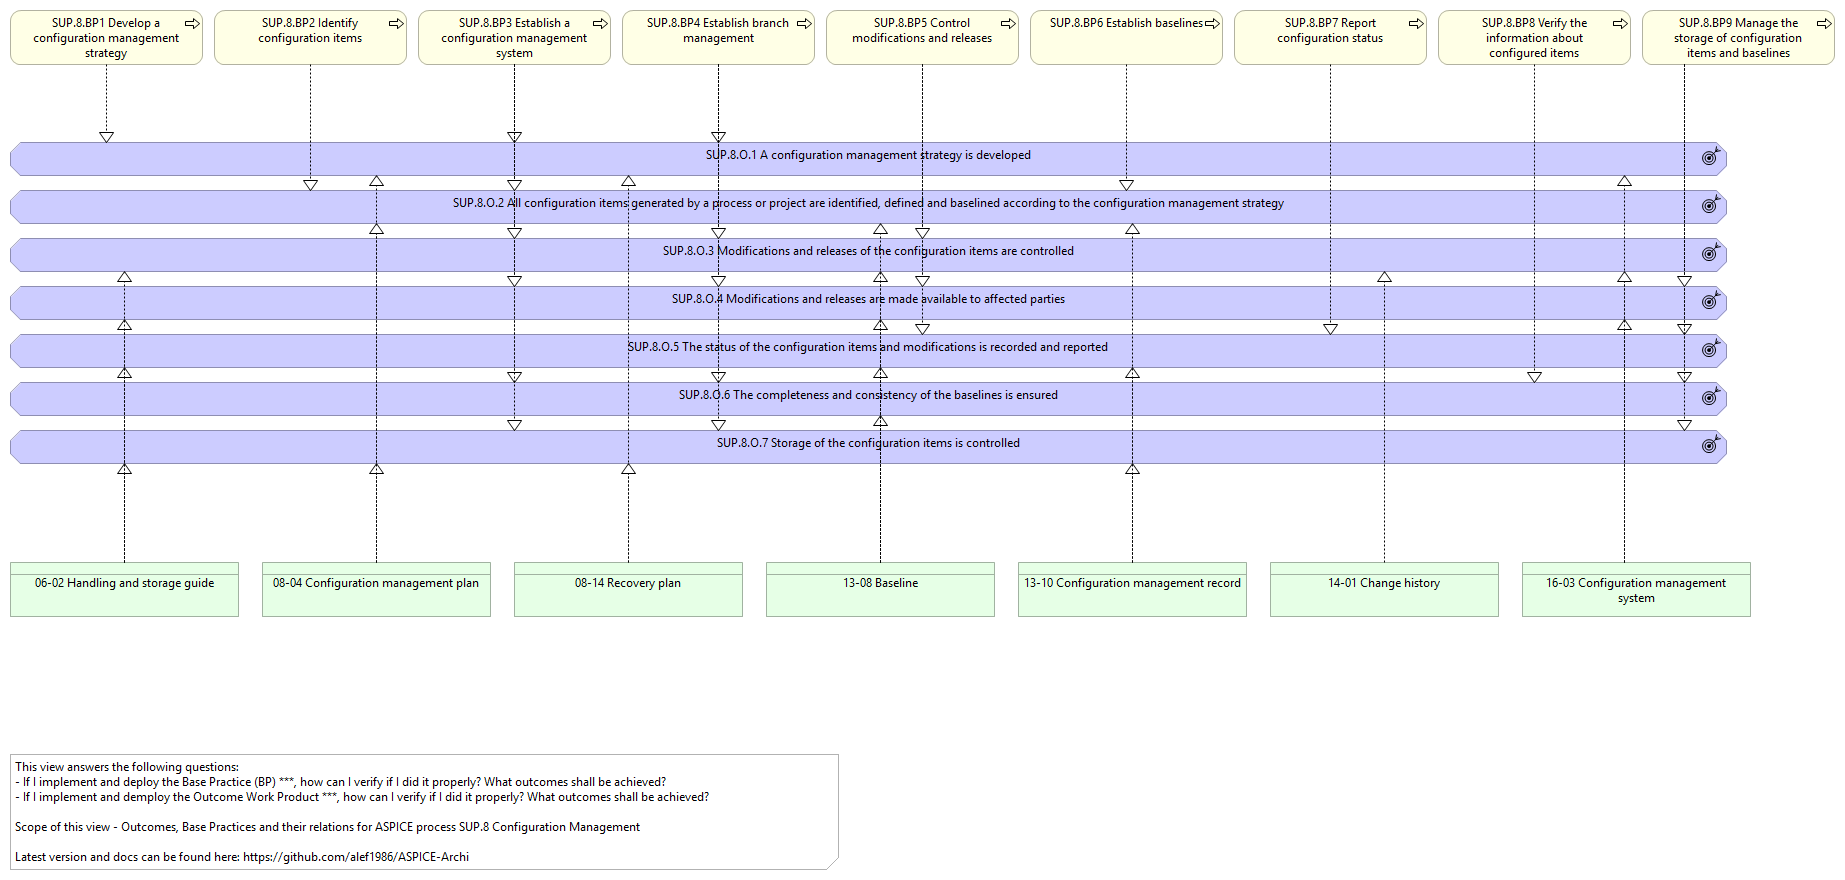 SUP.8.BP1 Develop a
configuration management
strategy
SUP.8.BP2 Identify
configuration items
SUP.8.BP3 Establish a
configuration management
system
SUP.8.BP4 Establish branch
management
SUP.8.BP5 Control
modifications and releases
SUP.8.BP6 Establish baselines
SUP.8.BP7 Report
configuration status
SUP.8.BP8 Verify the
information about
configured items
SUP.8.BP9 Manage the
storage of configuration
items and baselines
SUP.8.O.1 A configuration management strategy is developed
SUP.8.O.2 All configuration items generated by a process or project are identified, defined and baselined according to the configuration management strategy
SUP.8.O.3 Modifications and releases of the configuration items are controlled
SUP.8.O.4 Modifications and releases are made available to affected parties
SUP.8.O.5 The status of the configuration items and modifications is recorded and reported
SUP.8.O.6 The completeness and consistency of the baselines is ensured
SUP.8.O.7 Storage of the configuration items is controlled
06-02 Handling and storage guide
08-04 Configuration management plan
08-14 Recovery plan
13-08 Baseline
13-10 Configuration management record
14-01 Change history
16-03 Configuration management
system
This view answers the following questions:
- If I implement and deploy the Base Practice (BP) ***, how can I verify if I did it properly? What outcomes shall be achieved?
- If I implement and demploy the Outcome Work Product ***, how can I verify if I did it properly? What outcomes shall be achieved?
Scope of this view - Outcomes, Base Practices and their relations for ASPICE process SUP.8 Configuration Management
Latest version and docs can be found here: https://github.com/alef1986/ASPICE-Archi